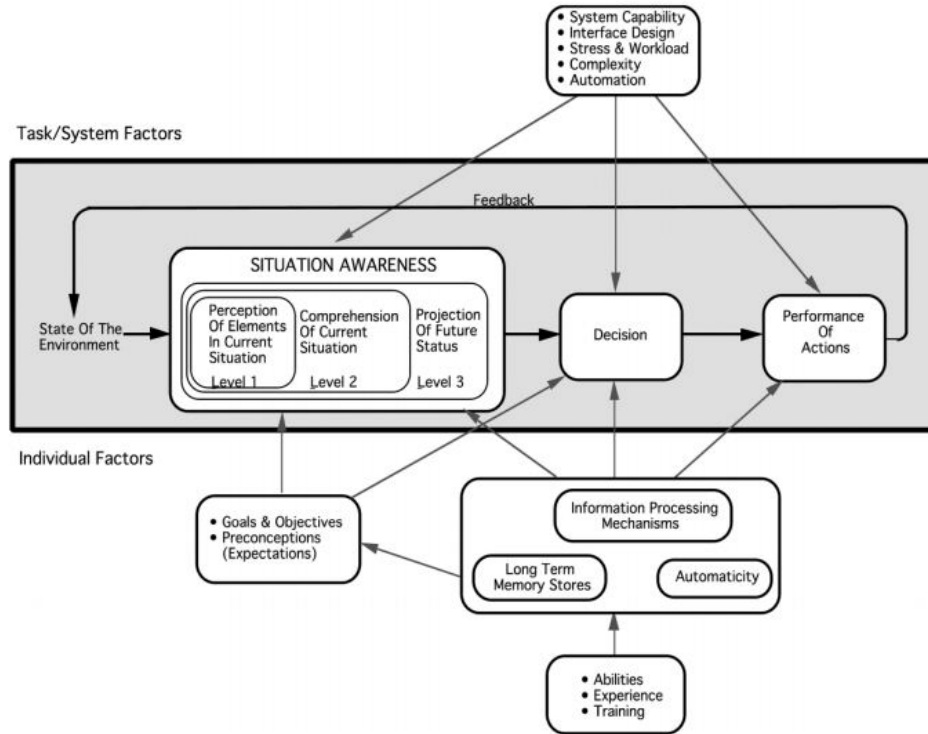 • System Capability
• Interface Design
• Stress & Workload
• Complexity
• Automation
Task/System Factors
Feedback
SITUATION AWARENESS
Perception
Of Elements
In Current
Situation
Level 1
Comprehension
Of Current
Situation
Level 2
Projection
Of Future
Status
Level 3
State Of The
Environment
Decision
Performance
Of
Actions
Individual Factors
• Goals & Objectives
• Preconceptions
(Expectations)
Information Processing
Mechanisms
Long Term
Memory Stores
Automaticity
• Abilities
• Experience
• Training